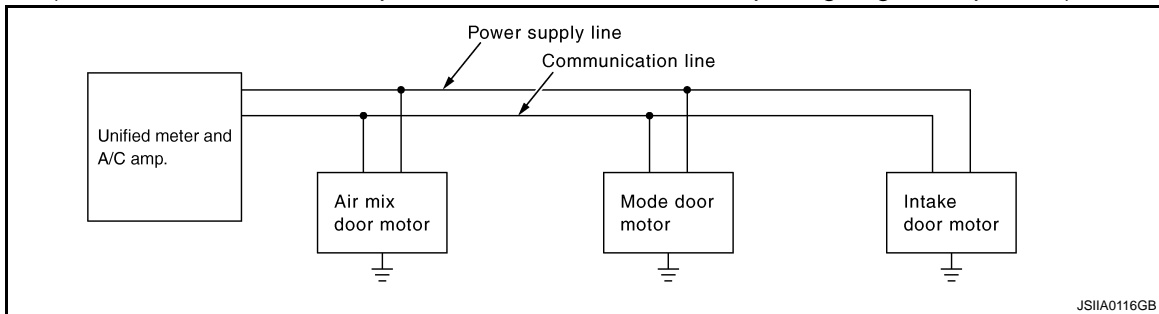 Power supply line
Communication line
Unified meter and
A/C amp.
Air mix
door motor
Mode door
motor
Intake
door motor
JSIIA0116GB